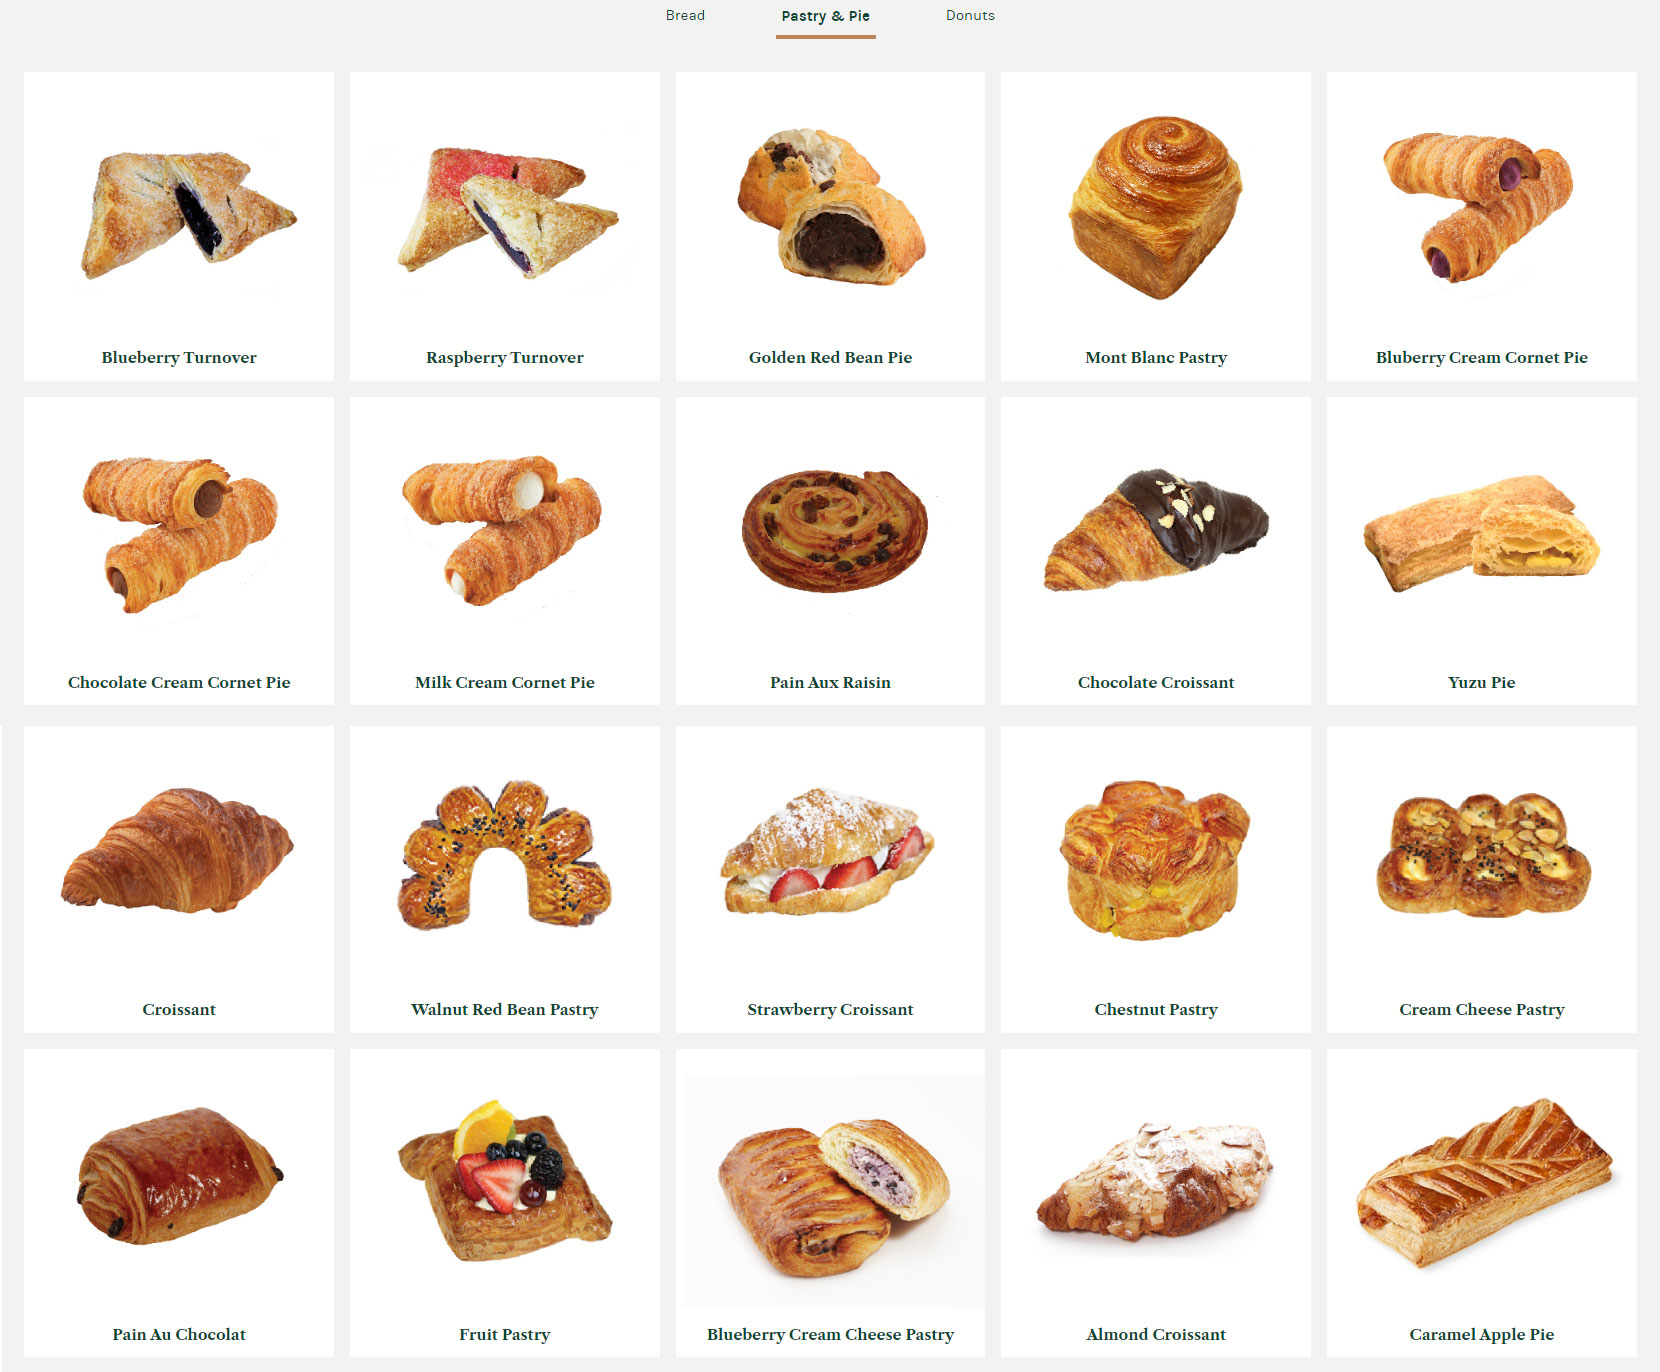 Bread
Pastry & Pie
Donuts
Blueberry Turnover
Raspberry Turnover
Golden Red Bean Pie
Mont Blanc Pastry
Bluberry Cream Cornet Pie
Chocolate Cream Cornet Pie
Milk Cream Cornet Pie
Pain Aux Raisin
Chocolate Croissant
Yuzu Pie
Croissant
Walnut Red Bean Pastry
Strawberry Croissant
Chestnut Pastry
Cream Cheese Pastry
Pain Au Chocolat
Fruit Pastry
Blueberry Cream Cheese Pastry
Almond Croissant
Caramel Apple Pie